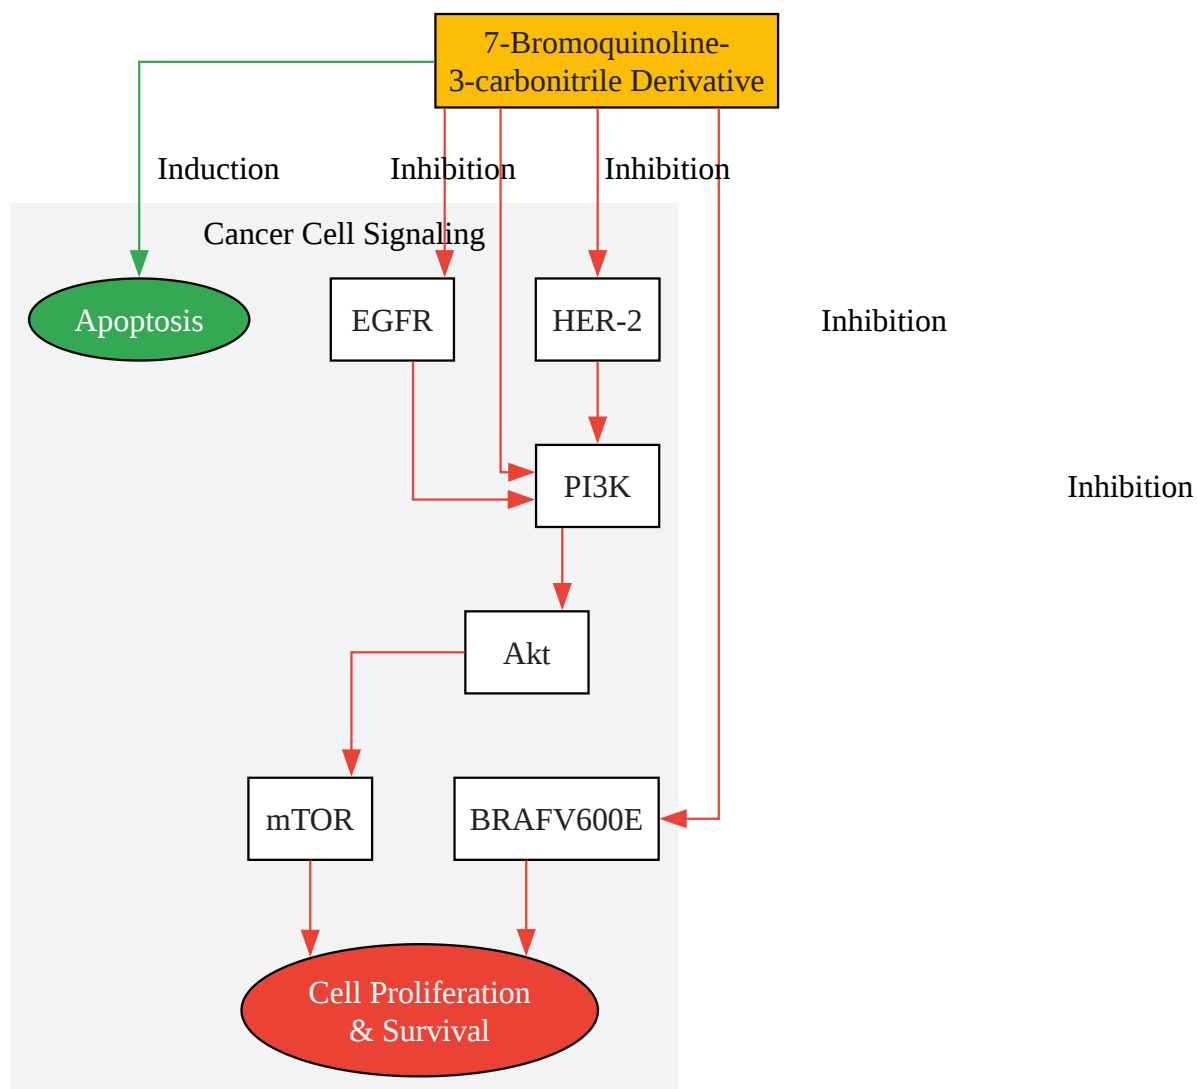 7-Bromoquinoline-
3-carbonitrile Derivative
Induction
Inhibition
Inhibition
Cancer Cell Signaling
Apoptosis
EGFR
HER-2
Inhibition
PI3K
Inhibition
Akt
mTOR
BRAFV600E
Cell Proliferation
& Survival